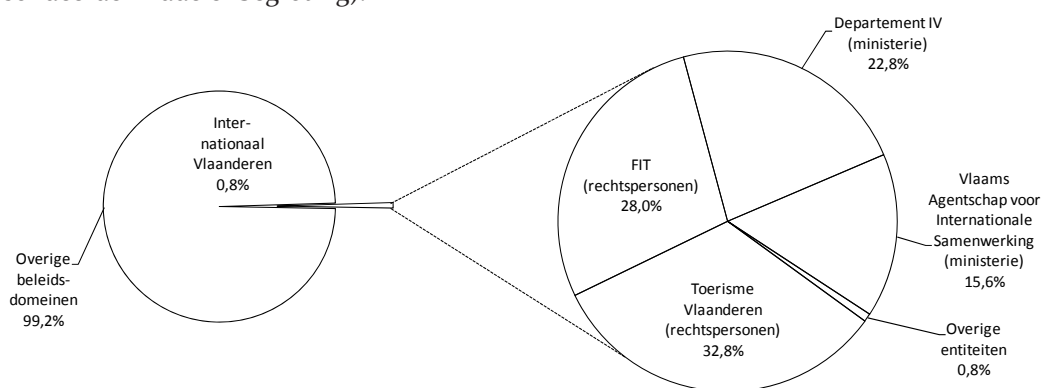 Departement IV
(ministerie)
22,8%
Inter-
nationaal
Vlaanderen
0,8%
FIT
(rechtspersonen)
28,0%
Vlaams
Agentschap voor
Internationale
Samenwerking
(ministerie)
15,6%
Overige
beleids-
domeinen
99,2%
Toerisme
Vlaanderen
(rechtspersonen)
32,8%
Overige
entiteiten
0,8%